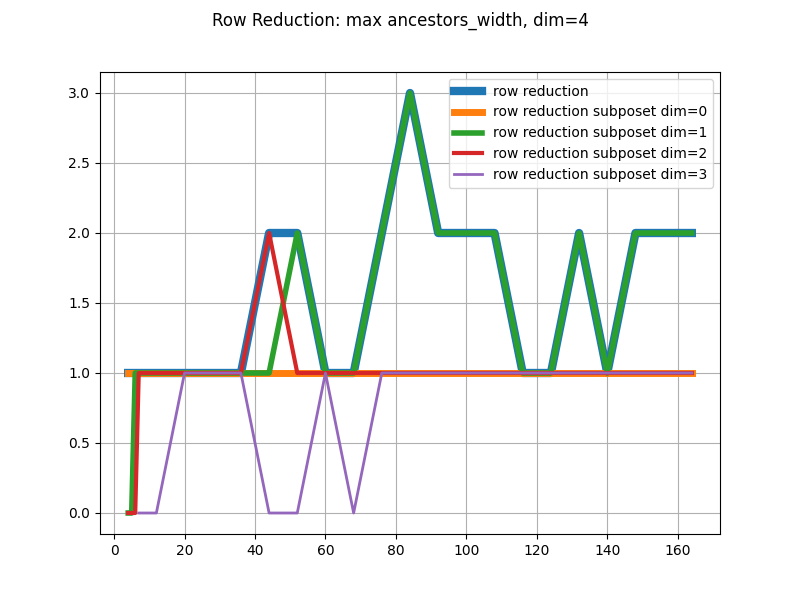 Row Reduction: max ancestors_width, dim=4
row reduction
row reduction subposet dim=0
row reduction subposet dim=1
row reduction subposet dim=2
row reduction subposet dim=3
3.0
2.5
2.0
1.5
1.0
0.5
0.0
0 20 40 60 80 100 120 140 160